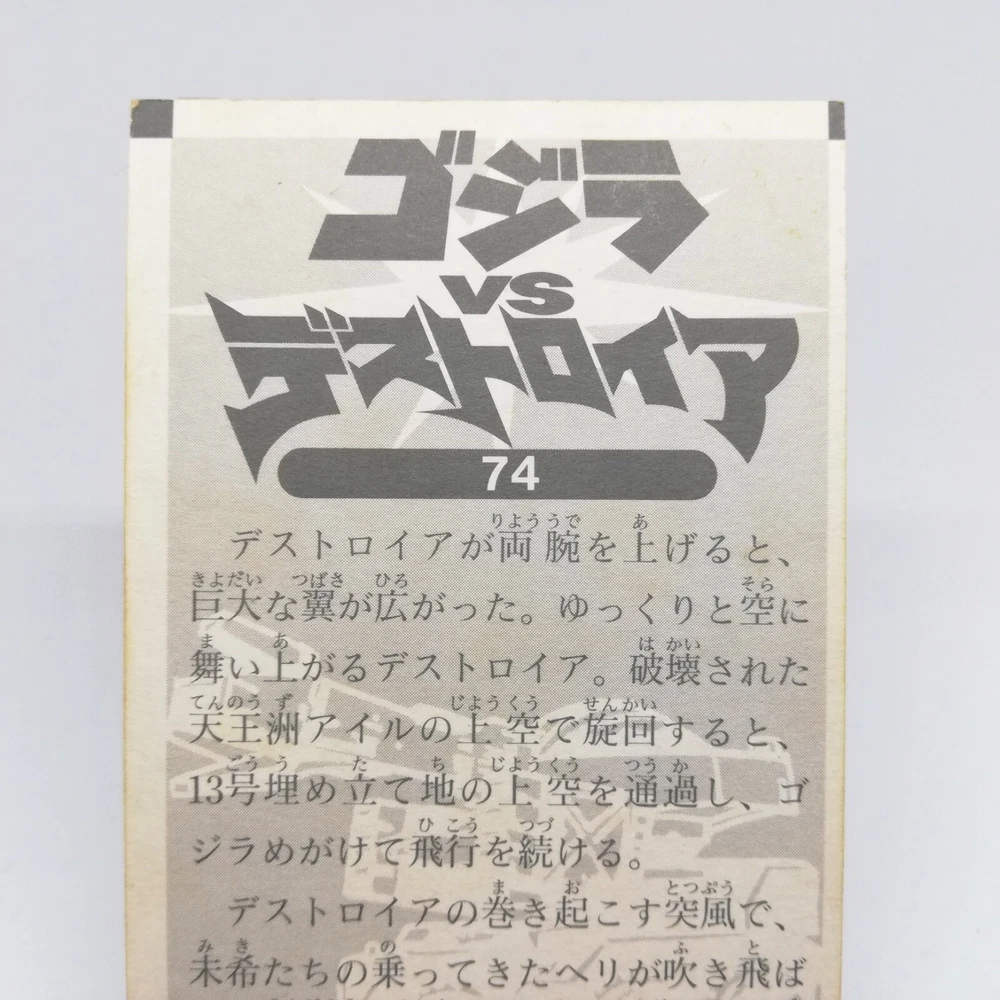 ゴジラ
VS
デストロイア
74
デストロイアが両腕を上げると、
巨大な翼が広がった。ゆっくりと空に
舞い上がるデストロイア。破壊された
天王洲アイルの上空で旋回すると、
13号埋め立て地の上空を通過し、ゴ
ジラめがけて飛行を続ける。
デストロイアの巻き起こす突風で、
未希たちの乗ってきたヘリが吹き飛ば